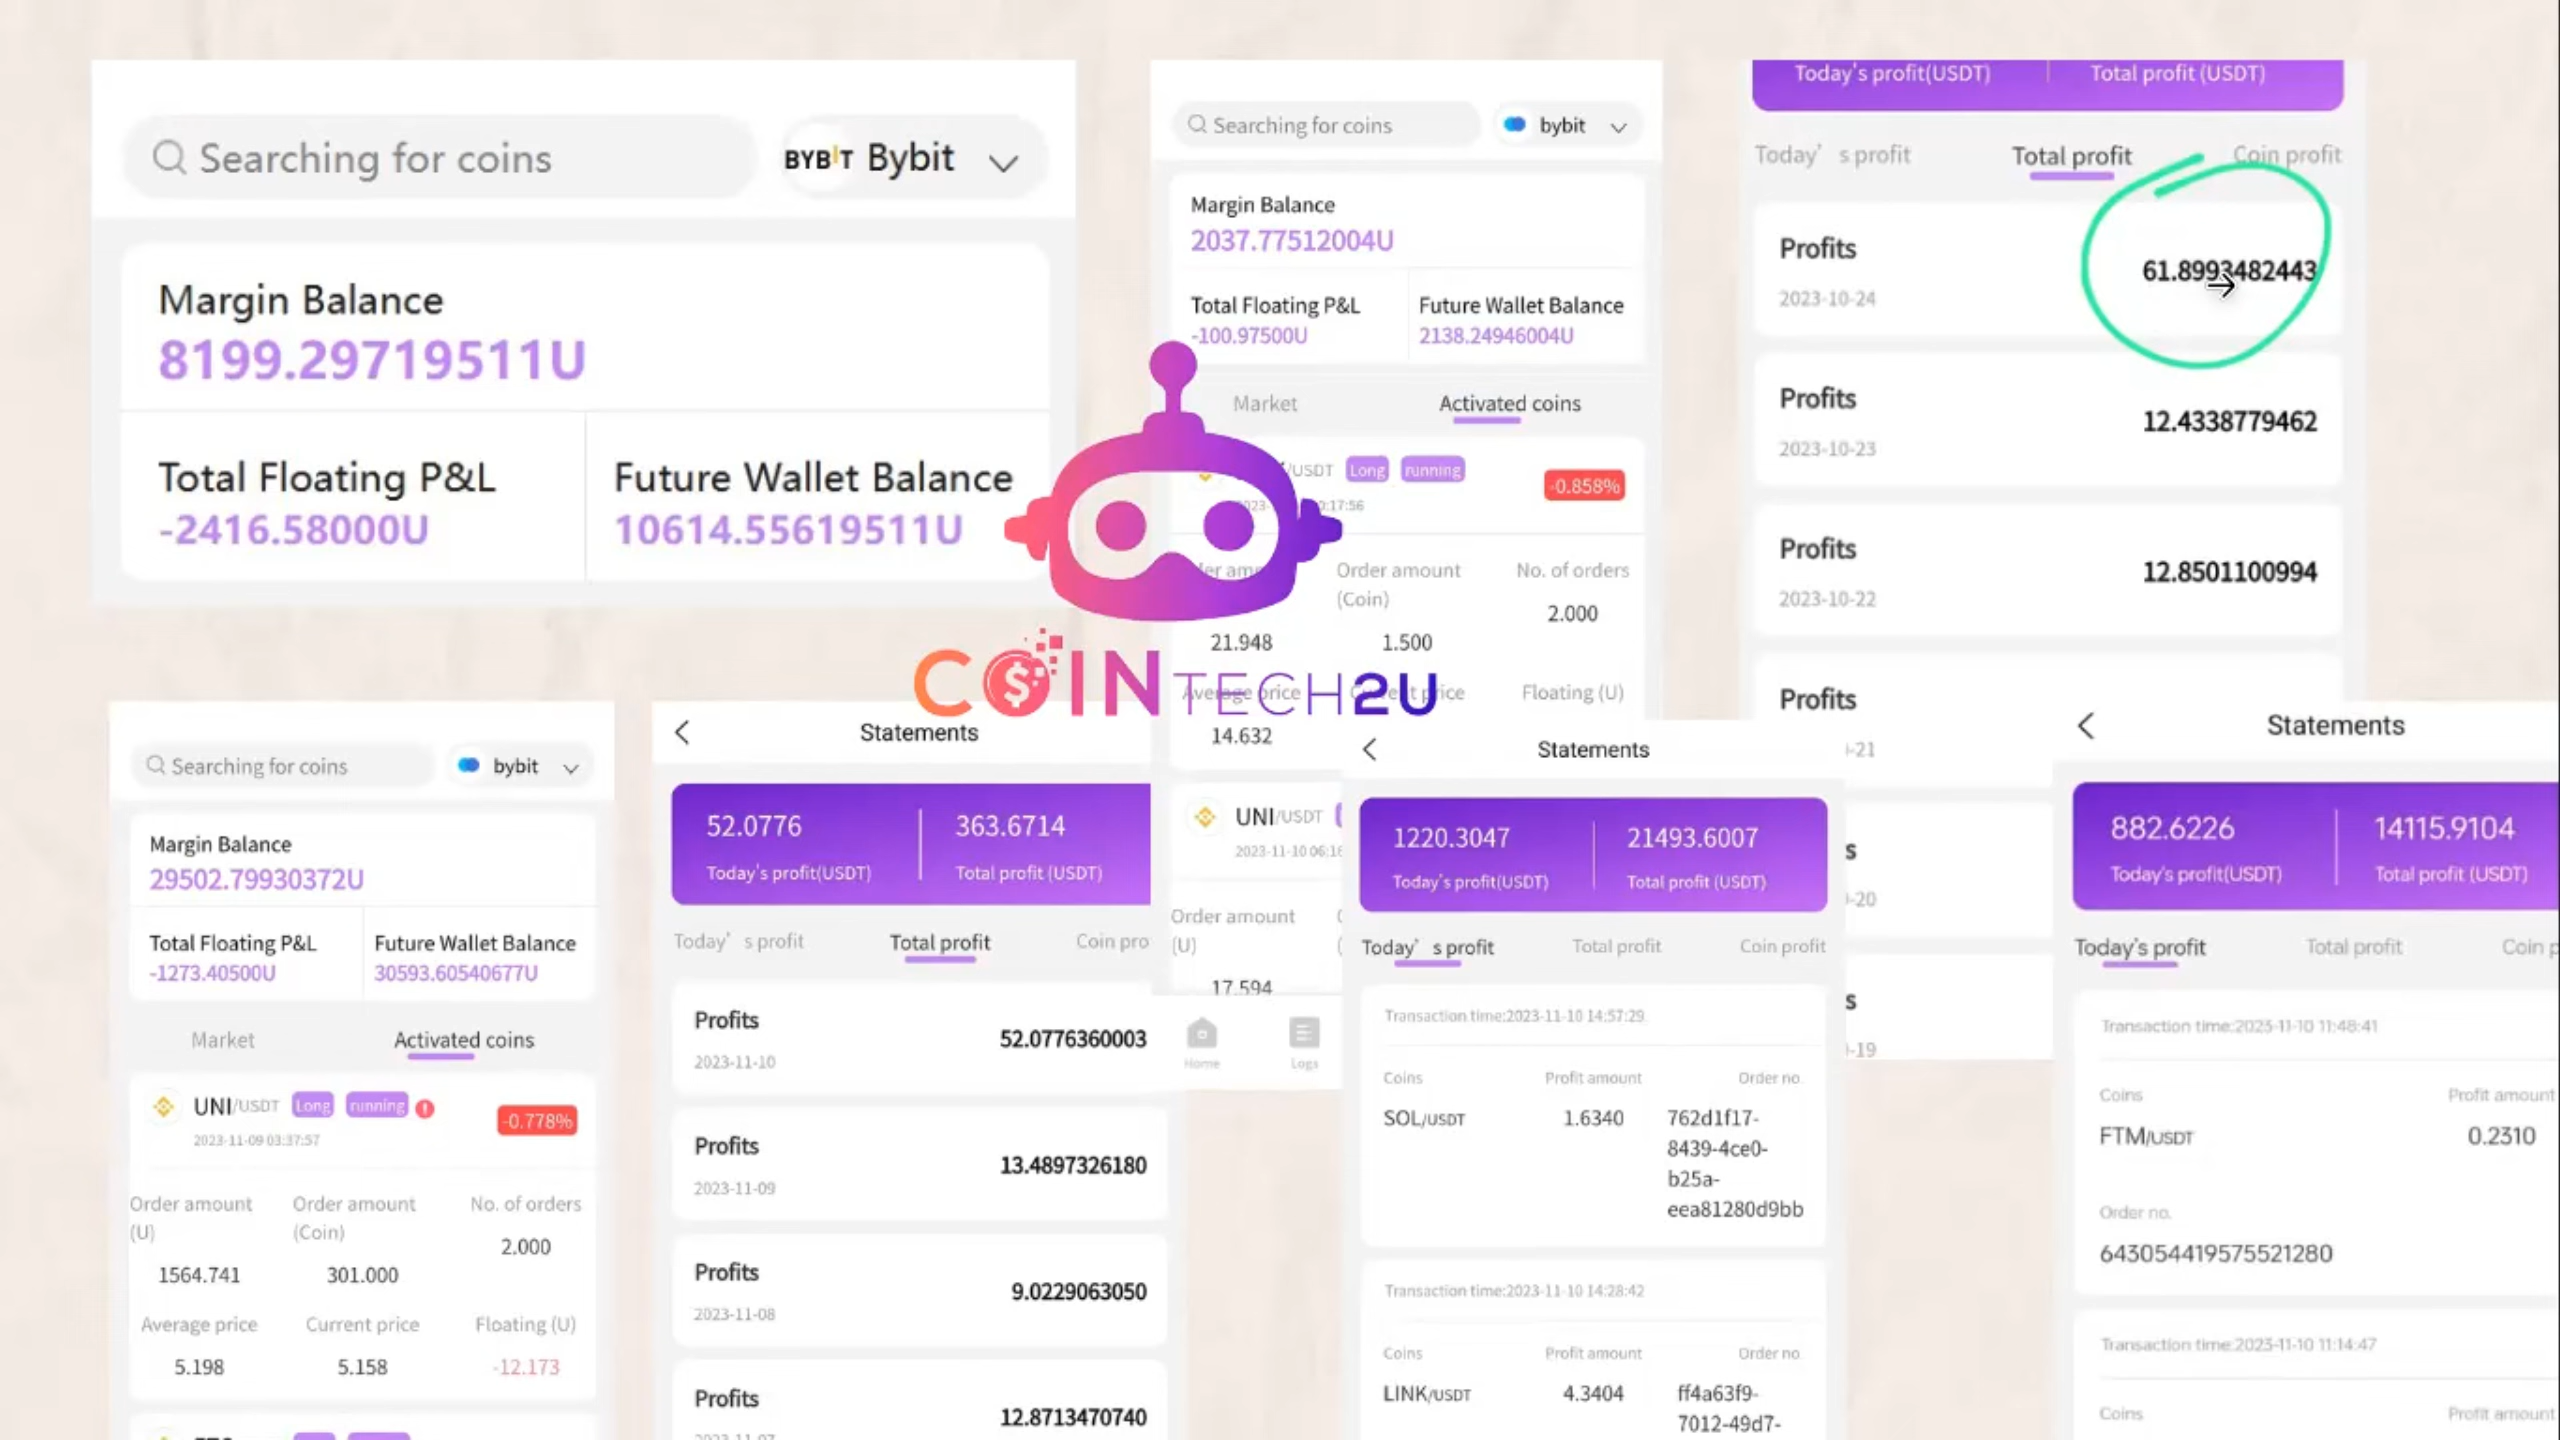 Searching for coins
BYBIT Bybit
Margin Balance
8199.29719511U
Total Floating P&L
Future Wallet Balance
-2416.58000U
10614.55619511U
Searching for coins
bybit
Margin Balance
2037.77512004U
Total Floating P&L
Future Wallet Balance
-100.97500U
2138.24946004U
Market
Activated coins
/USDT Long running
-0.858%
0:17:56
Order amount
(Coin)
No. of orders
2.000
21.948
1.500
Floating (U)
14.632
UNI/USDT
2023-11-10
Order amount
(U)
17.594
Home
Logs
COINTECH2U
Today's profit(USDT)
Total profit (USDT)
Today's profit
Total profit
Coin profit
Profits
61.8993482443
2023-10-24
Profits
12.4338779462
2023-10-23
Profits
12.8501100994
2023-10-22
Profits
-21
s
-20
s
-19
Searching for coins
bybit
Margin Balance
29502.79930372U
Total Floating P&L
Future Wallet Balance
-1273.40500U
30593.60540677U
Market
Activated coins
UNI/USDT Long running
-0.778%
2023-11-09 03:37:57
Order amount
(U)
Order amount
(Coin)
No. of orders
2.000
1564.741
301.000
Average price
Current price
Floating (U)
5.198
5.158
-12.173
Statements
52.0776
363.6714
Today's profit(USDT)
Total profit (USDT)
Today's profit
Total profit
Coin pro
Profits
52.0776360003
2023-11-10
Profits
13.4897326180
2023-11-09
Profits
9.0229063050
2023-11-08
Profits
12.8713470740
Statements
1220.3047
21493.6007
Today's profit(USDT)
Total profit (USDT)
Today's profit
Total profit
Coin profit
Transaction time:2023-11-10 14:57:29
Coins
Profit amount
Order no.
SOL/USDT
1.6340
762d1f17-
8439-4ce0-
b25a-
eea81280d9bb
Transaction time:2023-11-10 14:28:42
Coins
Profit amount
Order no.
LINK/USDT
4.3404
ff4a63f9-
7012-49d7-
Statements
882.6226
14115.9104
Today's profit(USDT)
Total profit (USDT)
Today's profit
Total profit
Coin p
Transaction time:2023-11-10 11:48:41
Coins
Profit amount
FTM/USDT
0.2310
Order no.
643054419575521280
Transaction time:2023-11-10 11:14:47
Coins
Profit amount